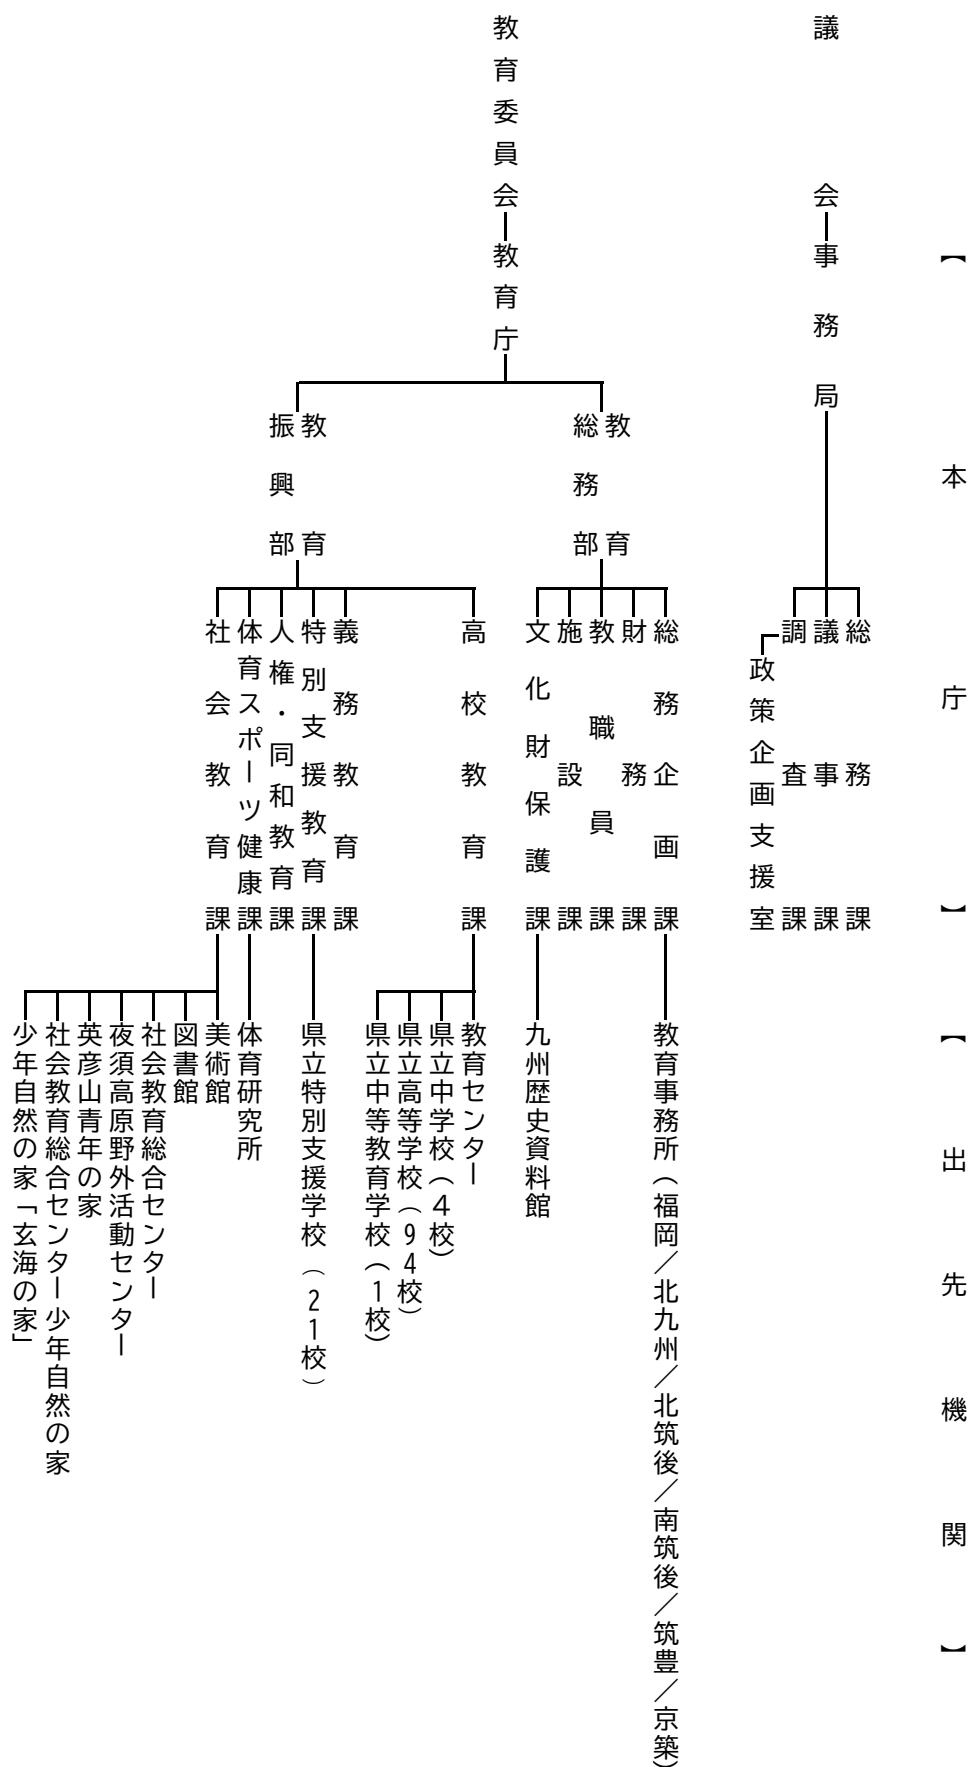 【本庁】
【出先機関】
議会
事務局
総務課
議事課
調査課
政策企画支援室
教育委員会
教育庁
教育総務部
総務企画課
教育事務所(福岡/北九州/北筑後/南筑後/筑豊/京築)
財務課
教職員課
施設課
文化財保護課
九州歴史資料館
教育振興部
高校教育課
教育センター
県立中学校(4校)
県立高等学校(94校)
県立中等教育学校(1校)
義務教育課
特別支援教育課
県立特別支援学校(21校)
人権・同和教育課
体育スポーツ健康課
体育研究所
社会教育課
美術館
図書館
社会教育総合センター
夜須高原野外活動センター
英彦山青年の家
社会教育総合センター少年自然の家
少年自然の家「玄海の家」